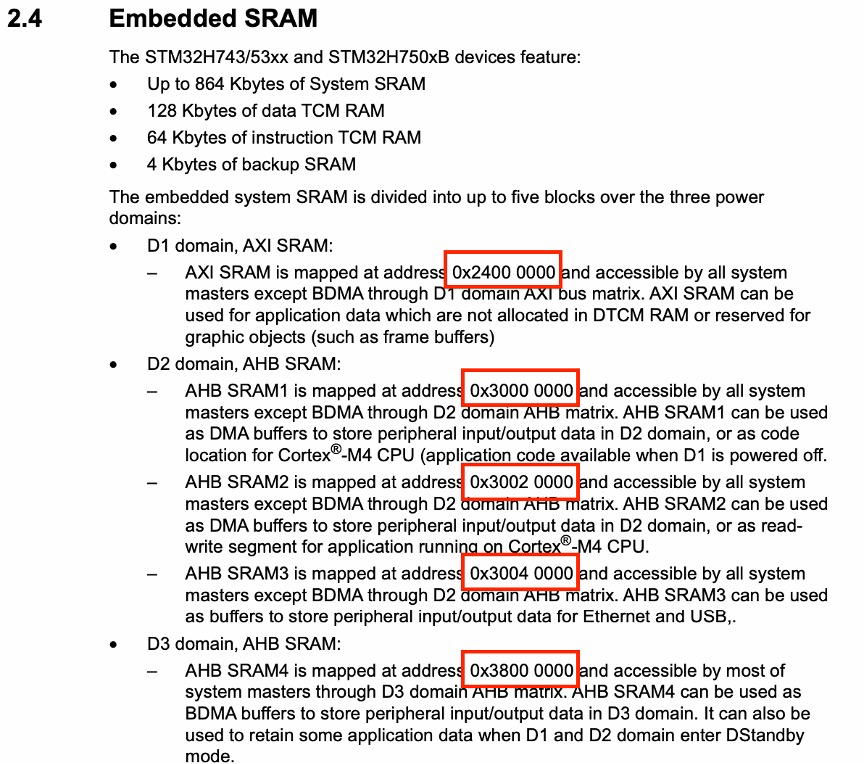 2.4 Embedded SRAM
The STM32H743/53xx and STM32H750xB devices feature:
• Up to 864 Kbytes of System SRAM
• 128 Kbytes of data TCM RAM
• 64 Kbytes of instruction TCM RAM
• 4 Kbytes of backup SRAM
The embedded system SRAM is divided into up to five blocks over the three power
domains:
• D1 domain, AXI SRAM:
– AXI SRAM is mapped at address 0x2400 0000 and accessible by all system
masters except BDMA through D1 domain AXI bus matrix. AXI SRAM can be
used for application data which are not allocated in DTCM RAM or reserved for
graphic objects (such as frame buffers)
• D2 domain, AHB SRAM:
– AHB SRAM1 is mapped at address 0x3000 0000 and accessible by all system
masters except BDMA through D2 domain AHB matrix. AHB SRAM1 can be used
as DMA buffers to store peripheral input/output data in D2 domain, or as code
location for Cortex®-M4 CPU (application code available when D1 is powered off.
– AHB SRAM2 is mapped at address 0x3002 0000 and accessible by all system
masters except BDMA through D2 domain AHB matrix. AHB SRAM2 can be used
as DMA buffers to store peripheral input/output data in D2 domain, or as read-
write segment for application running on Cortex®-M4 CPU.
– AHB SRAM3 is mapped at address 0x3004 0000 and accessible by all system
masters except BDMA through D2 domain AHB matrix. AHB SRAM3 can be used
as buffers to store peripheral input/output data for Ethernet and USB,.
• D3 domain, AHB SRAM:
– AHB SRAM4 is mapped at address 0x3800 0000 and accessible by most of
system masters through D3 domain AHB matrix. AHB SRAM4 can be used as
BDMA buffers to store peripheral input/output data in D3 domain. It can also be
used to retain some application data when D1 and D2 domain enter DStandby
mode.